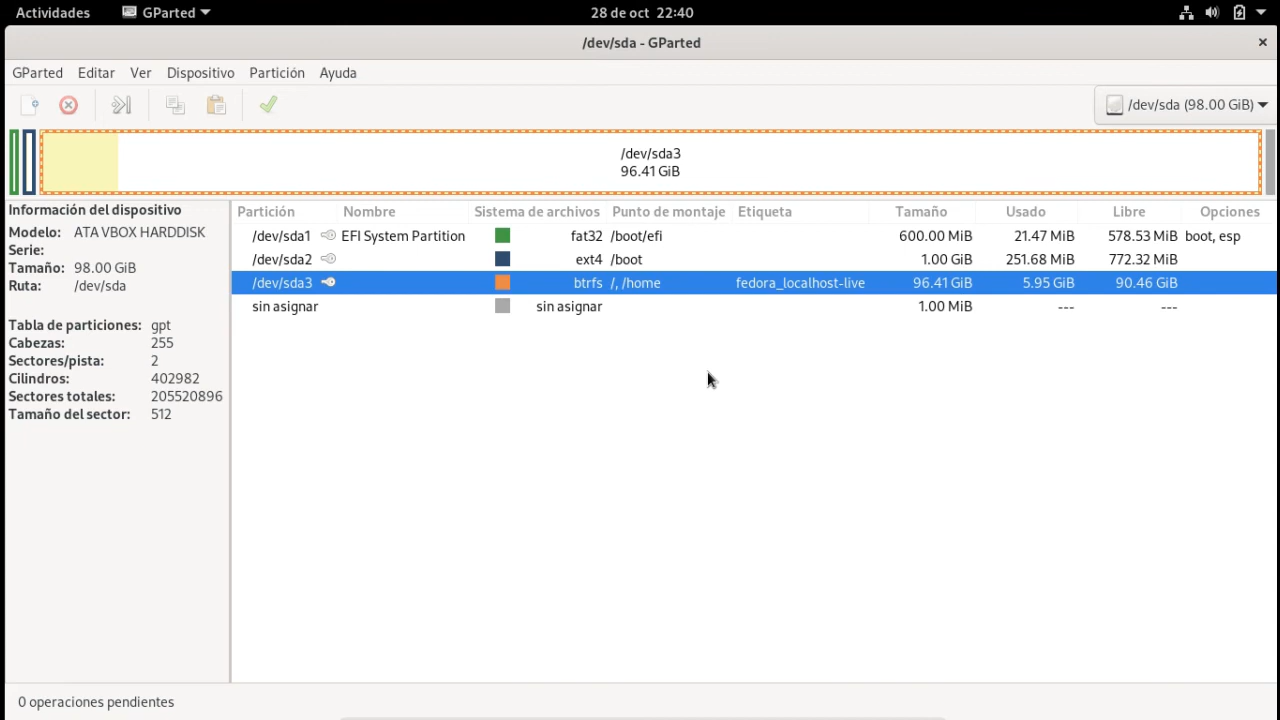 Actividades GParted 28 de oct 22:40
/dev/sda - GParted
GParted Editar Ver Dispositivo Partición Ayuda
/dev/sda (98.00 GiB)
/dev/sda3
96.41 GiB
Información del dispositivo
Modelo: ATA VBOX HARDDISK
Serie:
Tamaño: 98.00 GiB
Ruta: /dev/sda
Tabla de particiones: gpt
Cabezas: 255
Sectores/pista: 2
Cilindros: 402982
Sectores totales: 205520896
Tamaño del sector: 512
Partición Nombre Sistema de archivos Punto de montaje Etiqueta Tamaño Usado Libre Opciones
/dev/sda1 EFI System Partition fat32 /boot/efi 600.00 MiB 21.47 MiB 578.53 MiB boot, esp
/dev/sda2 ext4 /boot 1.00 GiB 251.68 MiB 772.32 MiB
/dev/sda3 btrfs /, /home fedora_localhost-live 96.41 GiB 5.95 GiB 90.46 GiB
sin asignar sin asignar 1.00 MiB --- ---
0 operaciones pendientes